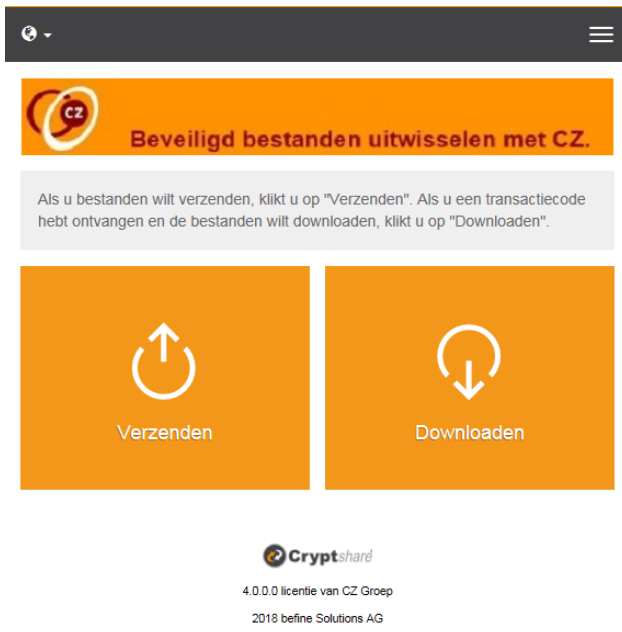 CZ
Beveiligd bestanden uitwisselen met CZ.
Als u bestanden wilt verzenden, klikt u op "Verzenden". Als u een transactiecode
hebt ontvangen en de bestanden wilt downloaden, klikt u op "Downloaden".
Verzenden
Downloaden
Cryptshare
4.0.0.0 licentie van CZ Groep
2018 befine Solutions AG